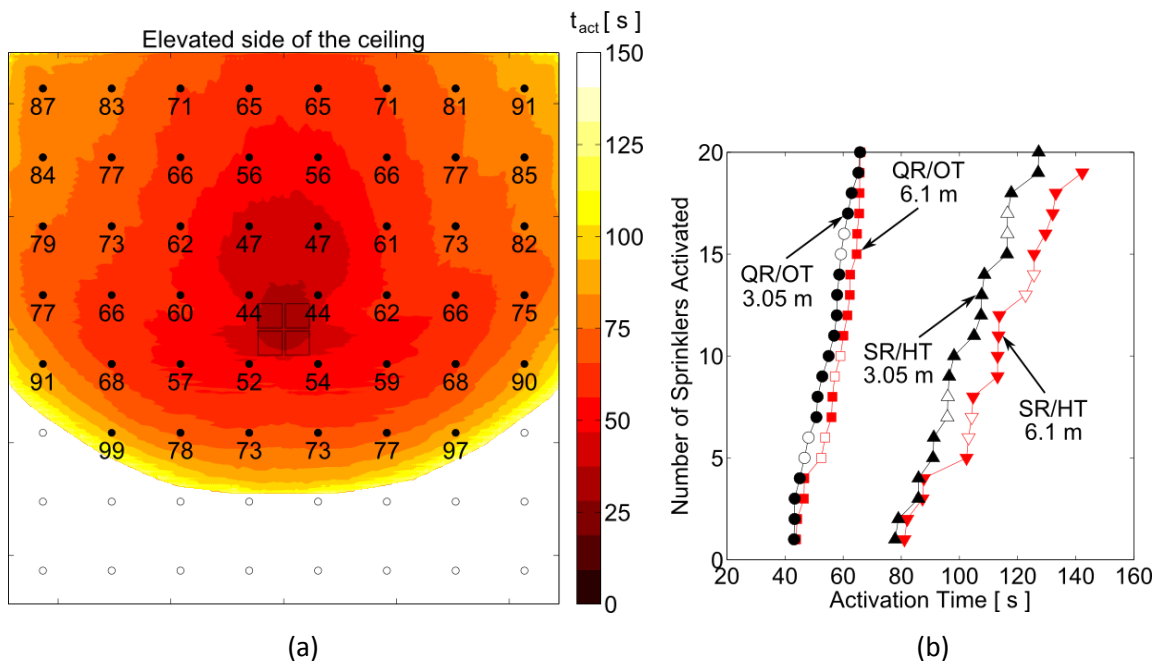 t_act [ s ]
Elevated side of the ceiling
150
125
100
75
50
25
0
87 83 71 65 65 71 81 91
84 77 66 56 56 66 77 85
79 73 62 47 47 61 73 82
77 66 60 44 44 62 66 75
91 68 57 52 54 59 68 90
99 78 73 73 77 97
(a)
Number of Sprinklers Activated
20
15
10
5
0
QR/OT
6.1 m
QR/OT
3.05 m
SR/HT
3.05 m
SR/HT
6.1 m
20 40 60 80 100 120 140 160
Activation Time [ s ]
(b)